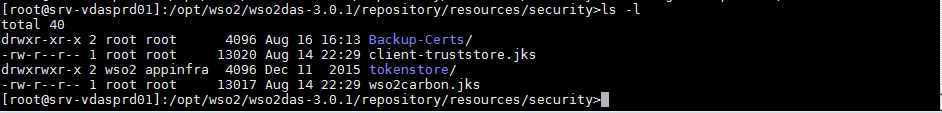 [root@srv-vdasprd01]:/opt/wso2/wso2das-3.0.1/repository/resources/security>ls -l
total 40
drwxr-xr-x 2 root root      4096 Aug 16 16:13 Backup-Certs/
-rw-r--r-- 1 root root     13020 Aug 14 22:29 client-truststore.jks
drwxrwxr-x 2 wso2 appinfra  4096 Dec 11  2015 tokenstore/
-rw-r--r-- 1 root root     13017 Aug 14 22:29 wso2carbon.jks
[root@srv-vdasprd01]:/opt/wso2/wso2das-3.0.1/repository/resources/security>